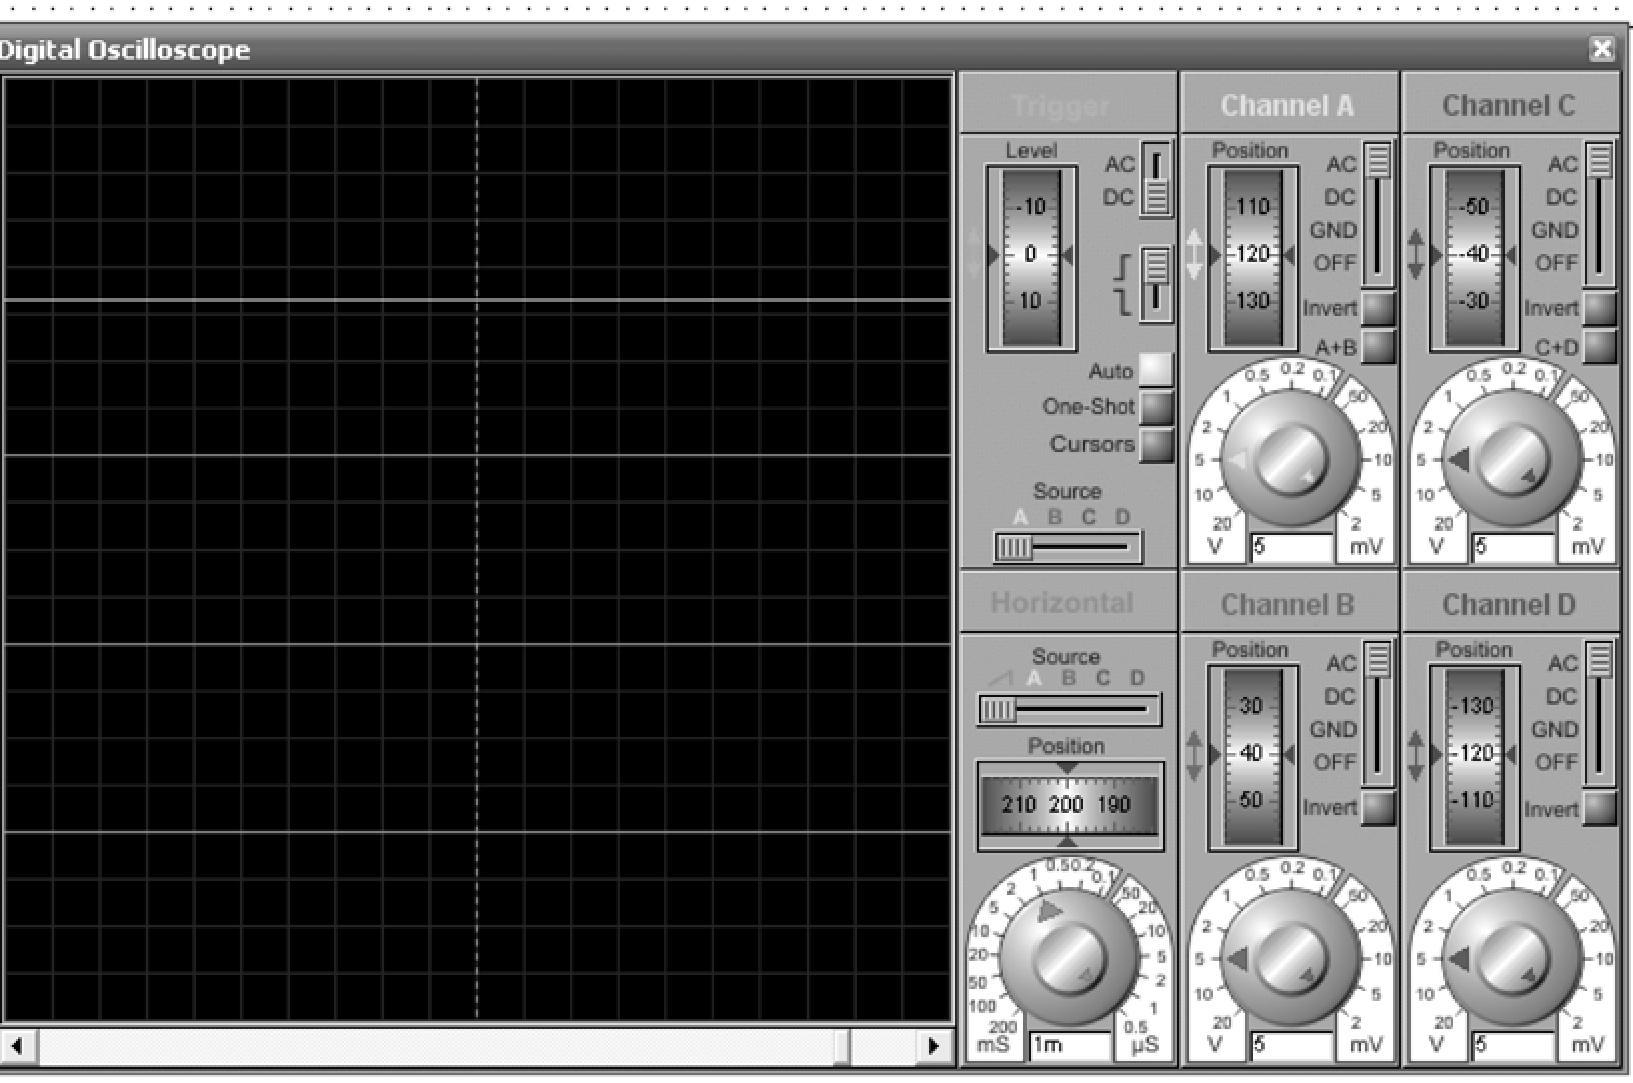 Digital Oscilloscope
Trigger
Level
-10
0
10
AC
DC
Auto
One-Shot
Cursors
Source
A B C D
Channel A
Position
110
120
130
AC
DC
GND
OFF
Invert
A+B
0.5 0.2 0.1
1 50
2 20
5 10
10 5
20 2
V 5 mV
Channel C
Position
-50
-40
-30
AC
DC
GND
OFF
Invert
C+D
0.5 0.2 0.1
1 50
2 20
5 10
10 5
20 2
V 5 mV
Horizontal
Source
A B C D
Position
210 200 190
0.5 0.2
1 0.1
2 50
5 20
10 10
20 5
50 2
100 1
200 0.5
mS 1m µS
Channel B
Position
30
40
50
AC
DC
GND
OFF
Invert
0.5 0.2 0.1
1 50
2 20
5 10
10 5
20 2
V 5 mV
Channel D
Position
-130
-120
-110
AC
DC
GND
OFF
Invert
0.5 0.2 0.1
1 50
2 20
5 10
10 5
20 2
V 5 mV